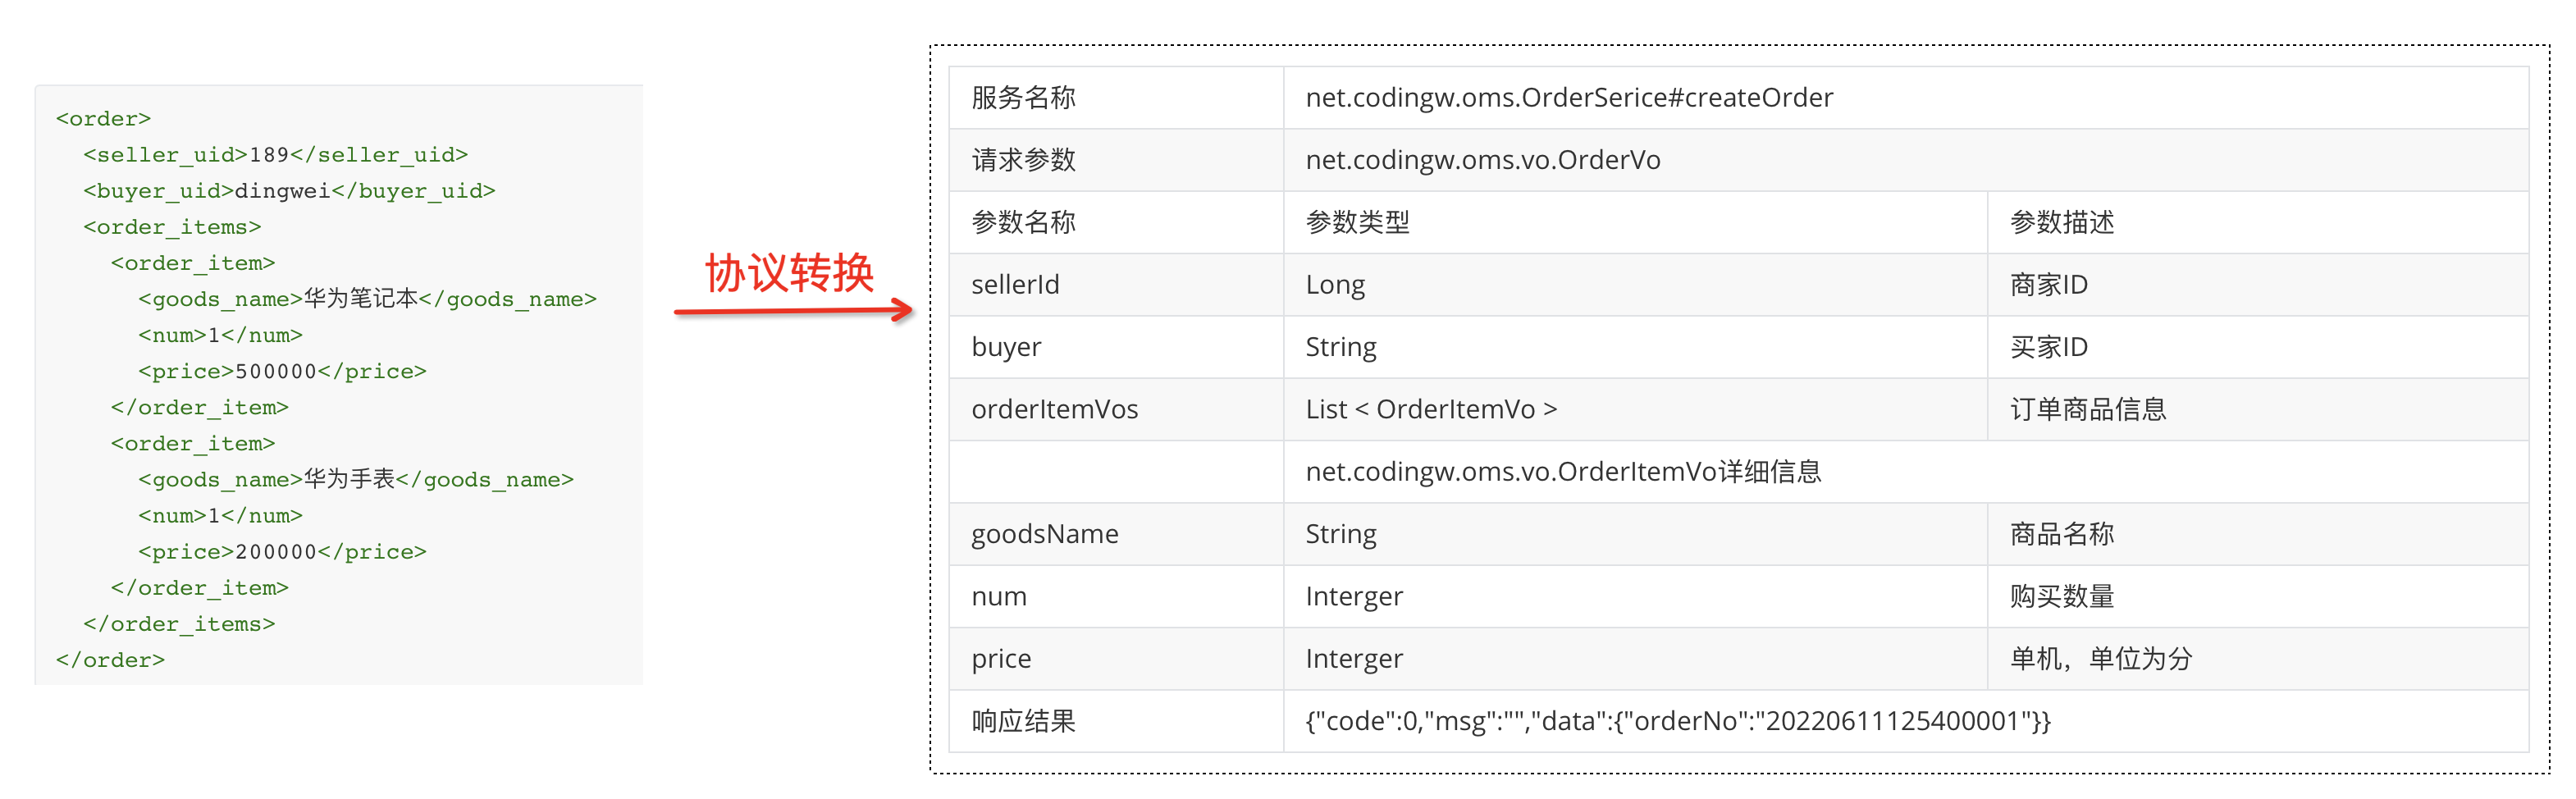 <order>
<seller_uid>189</seller_uid>
<buyer_uid>dingwei</buyer_uid>
<order_items>
<order_item>
<goods_name>华为笔记本</goods_name>
<num>1</num>
<price>500000</price>
</order_item>
<order_item>
<goods_name>华为手表</goods_name>
<num>1</num>
<price>200000</price>
</order_item>
</order_items>
</order>
协议转换
服务名称 net.codingw.oms.OrderSerice#createOrder
请求参数 net.codingw.oms.vo.OrderVo
参数名称 参数类型 参数描述
sellerId Long 商家ID
buyer String 买家ID
orderItemVos List < OrderItemVo > 订单商品信息
net.codingw.oms.vo.OrderItemVo详细信息
goodsName String 商品名称
num Interger 购买数量
price Interger 单机，单位为分
响应结果 {"code":0,"msg":"","data":{"orderNo":"20220611125400001"}}